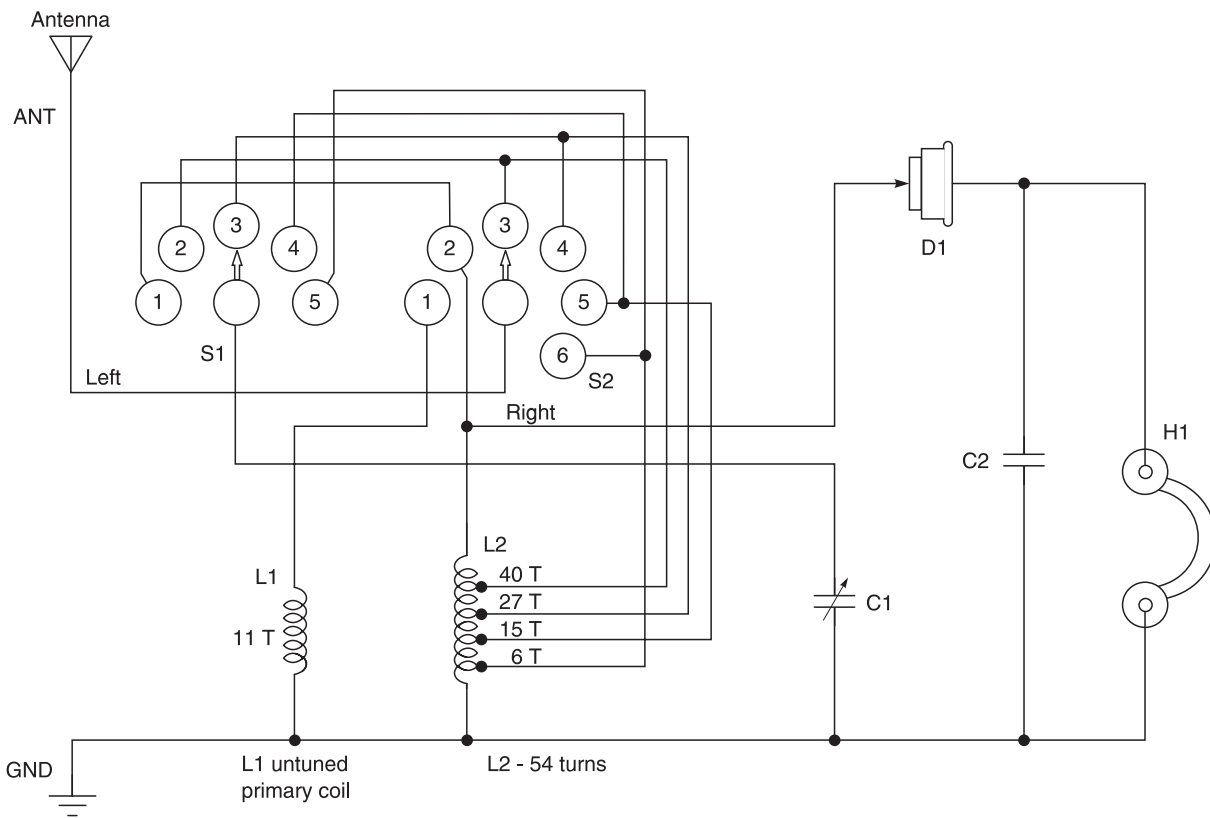 Antenna
ANT
3
3
2
4
2
4
1
5
1
5
S1
6
S2
Left
Right
D1
H1
C2
L2
40 T
27 T
15 T
6 T
L1
11 T
C1
GND
L1 untuned
primary coil
L2 - 54 turns